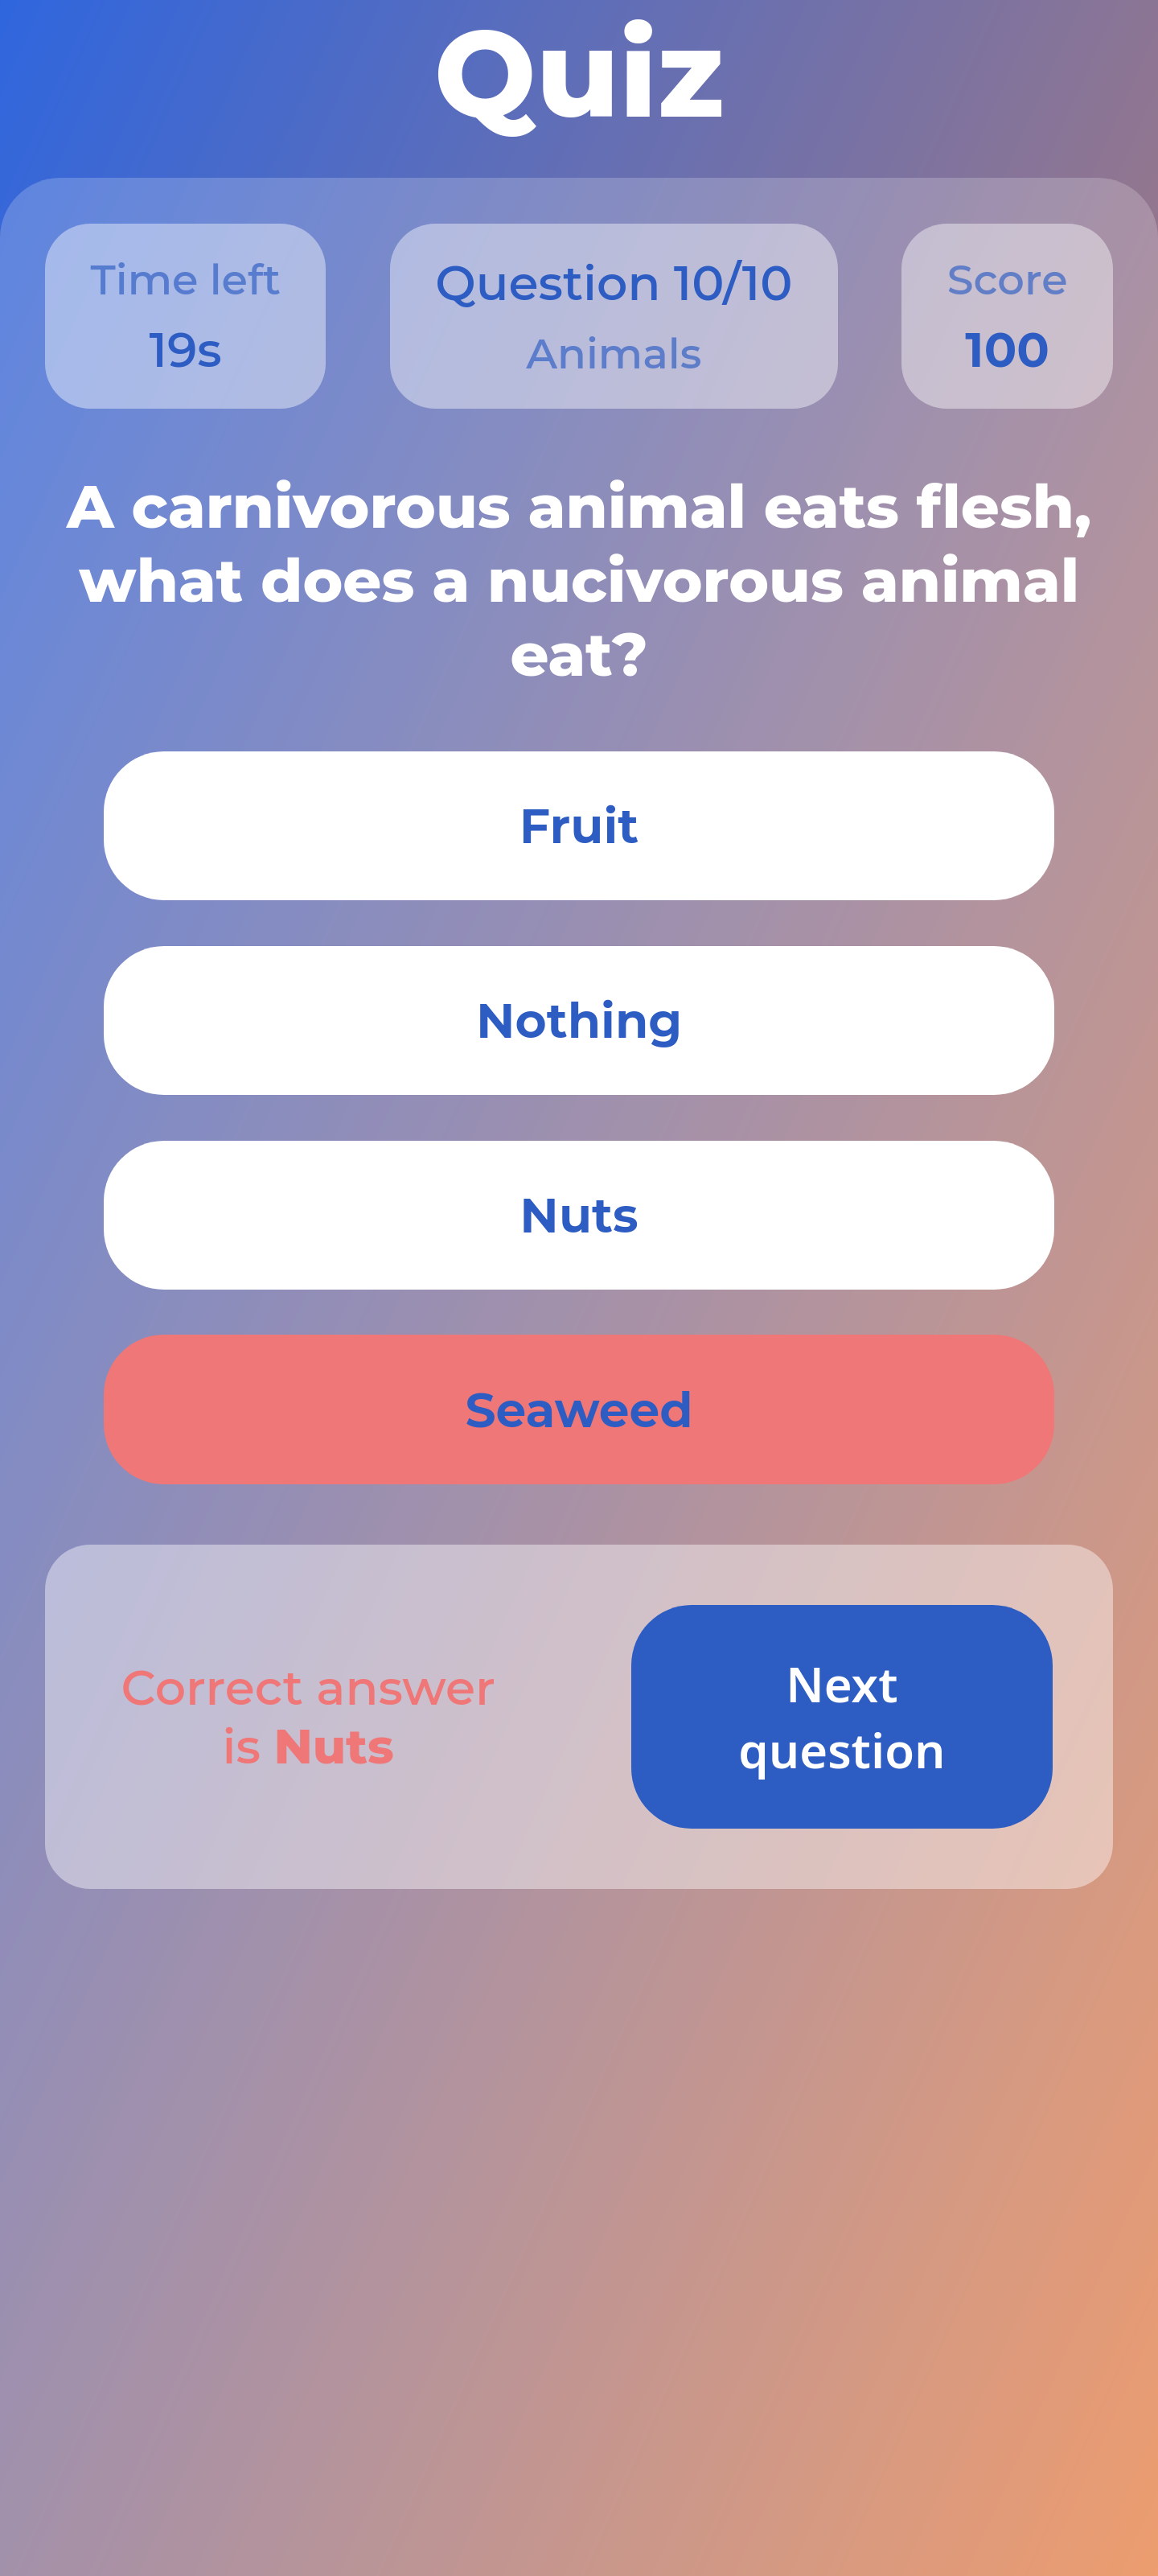 Quiz
Time left
19s
Question 10/10
Animals
Score
100
A carnivorous animal eats flesh,
what does a nucivorous animal
eat?
Fruit
Nothing
Nuts
Seaweed
Correct answer
is Nuts
Next
question